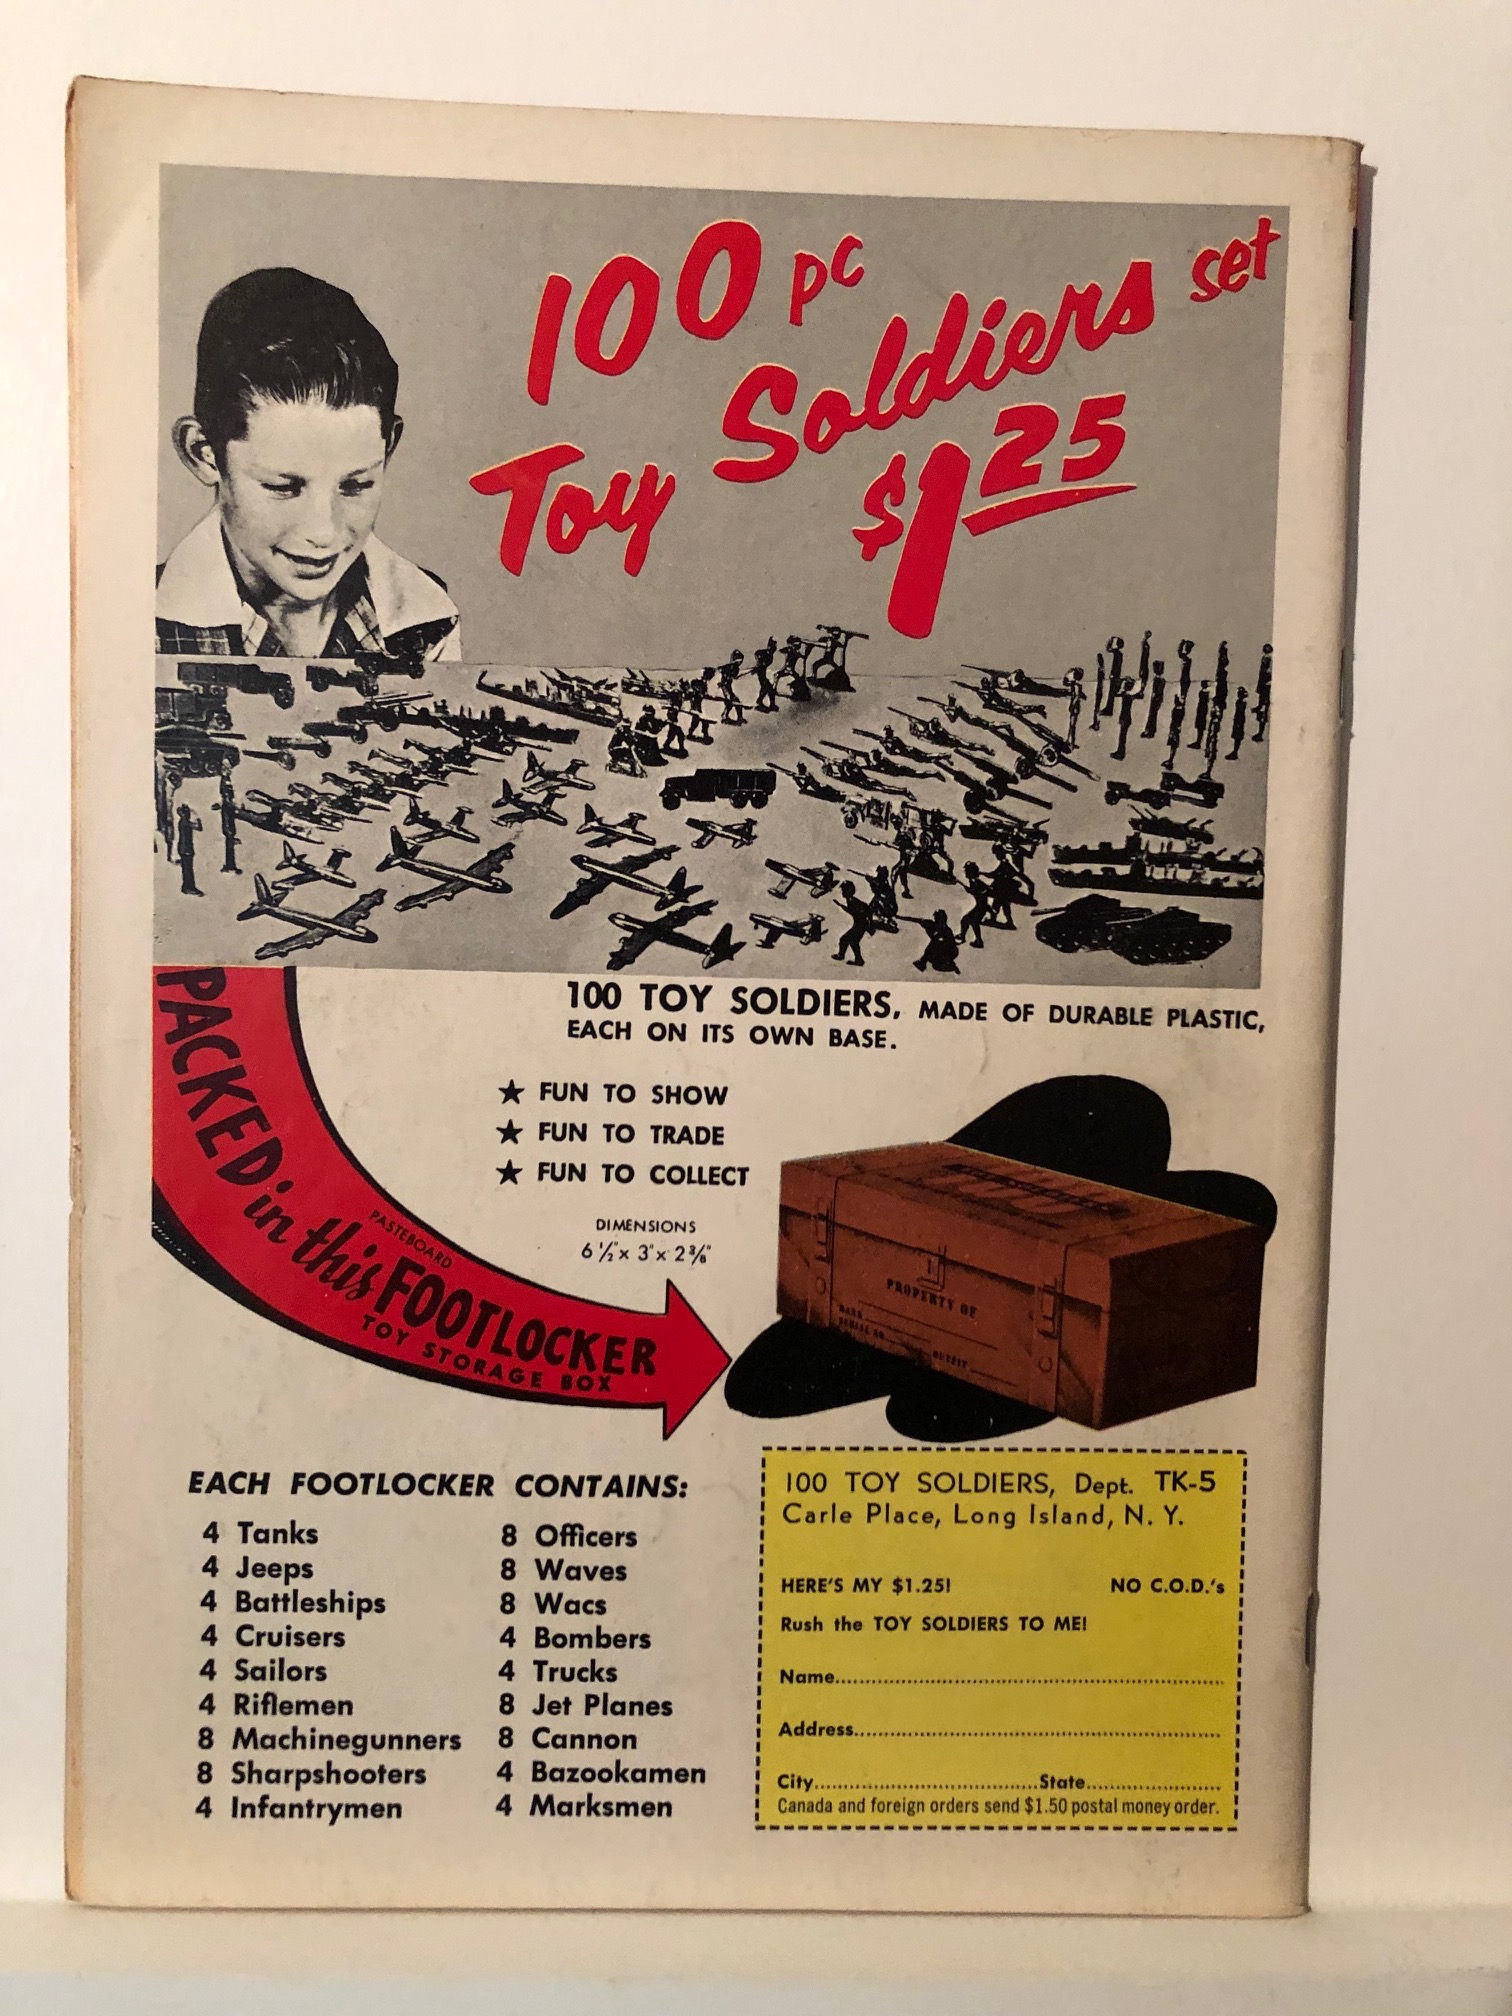 100 pc
Toy Soldiers set
$1.25
100 TOY SOLDIERS, MADE OF DURABLE PLASTIC,
EACH ON ITS OWN BASE.
★ FUN TO SHOW
★ FUN TO TRADE
★ FUN TO COLLECT
DIMENSIONS
6½" x 3" x 2⅜"
PACKED in this
PASTEBOARD
FOOTLOCKER
TOY STORAGE BOX
PROPERTY OF
NAME
SERIAL NO
OUTFIT
EACH FOOTLOCKER CONTAINS:
4 Tanks
4 Jeeps
4 Battleships
4 Cruisers
4 Sailors
4 Riflemen
8 Machinegunners
8 Sharpshooters
4 Infantrymen
8 Officers
8 Waves
8 Wacs
4 Bombers
4 Trucks
8 Jet Planes
8 Cannon
4 Bazookamen
4 Marksmen
100 TOY SOLDIERS, Dept. TK-5
Carle Place, Long Island, N. Y.
HERE'S MY $1.25! NO C.O.D.'s
Rush the TOY SOLDIERS TO ME!
Name
Address
City State
Canada and foreign orders send $1.50 postal money order.